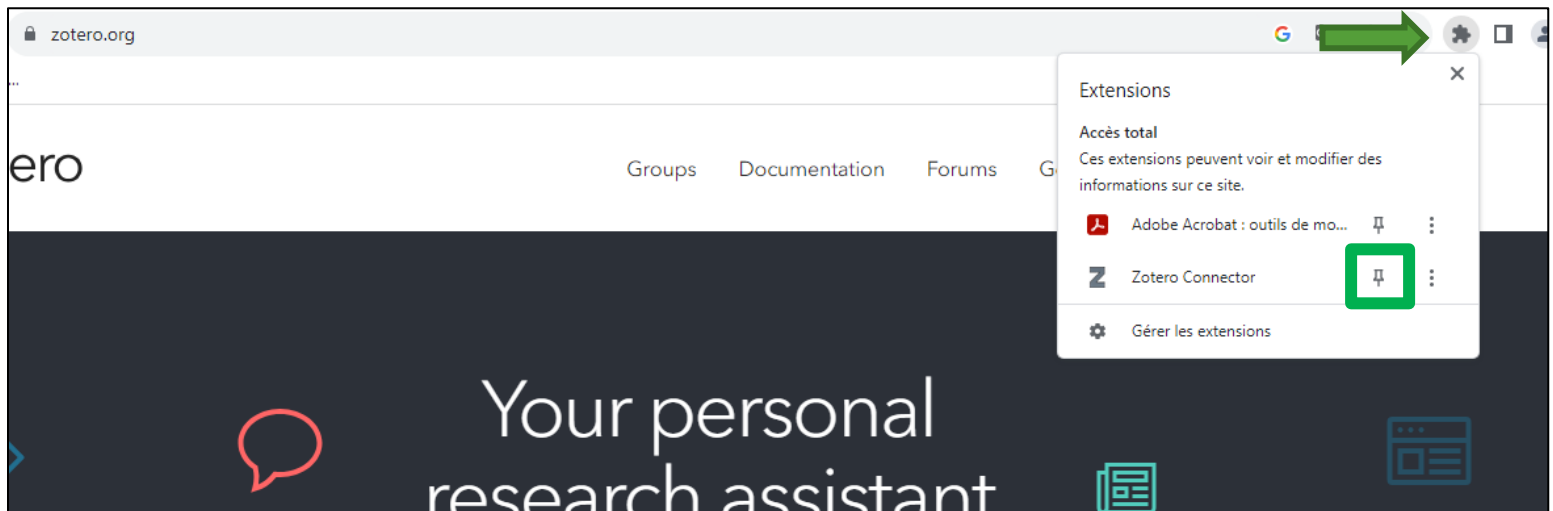 zotero.org
...
ero
Groups Documentation Forums
Extensions
Accès total
Ces extensions peuvent voir et modifier des
informations sur ce site.
Adobe Acrobat : outils de mo...
Zotero Connector
Gérer les extensions
Your personal
research assistant